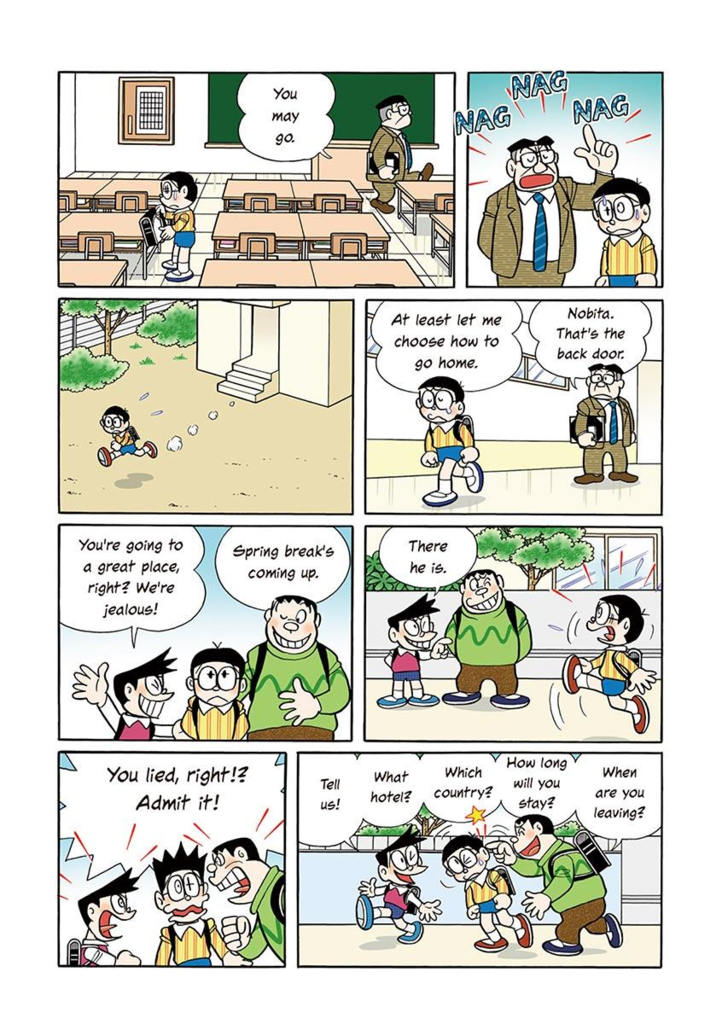 NAG
NAG
NAG
You
may
go.
Nobita.
That's the
back door.
At least let me
choose how to
go home.
There
he is.
Spring break's
coming up.
You're going to
a great place,
right? We're
jealous!
When
are you
leaving?
How long
will you
stay?
Which
country?
What
hotel?
Tell
us!
You lied, right!?
Admit it!